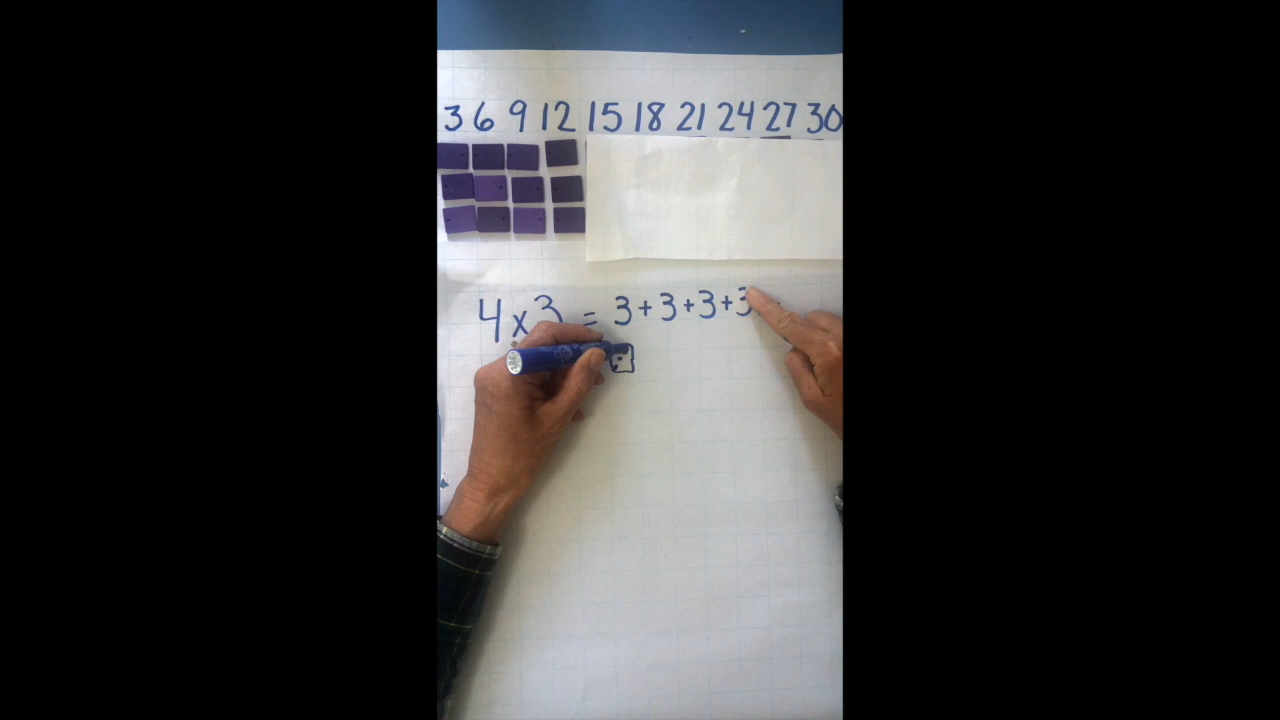 3 6 9 12 15 18 21 24 27 30
4 x 3 = 3 + 3 + 3 + 3